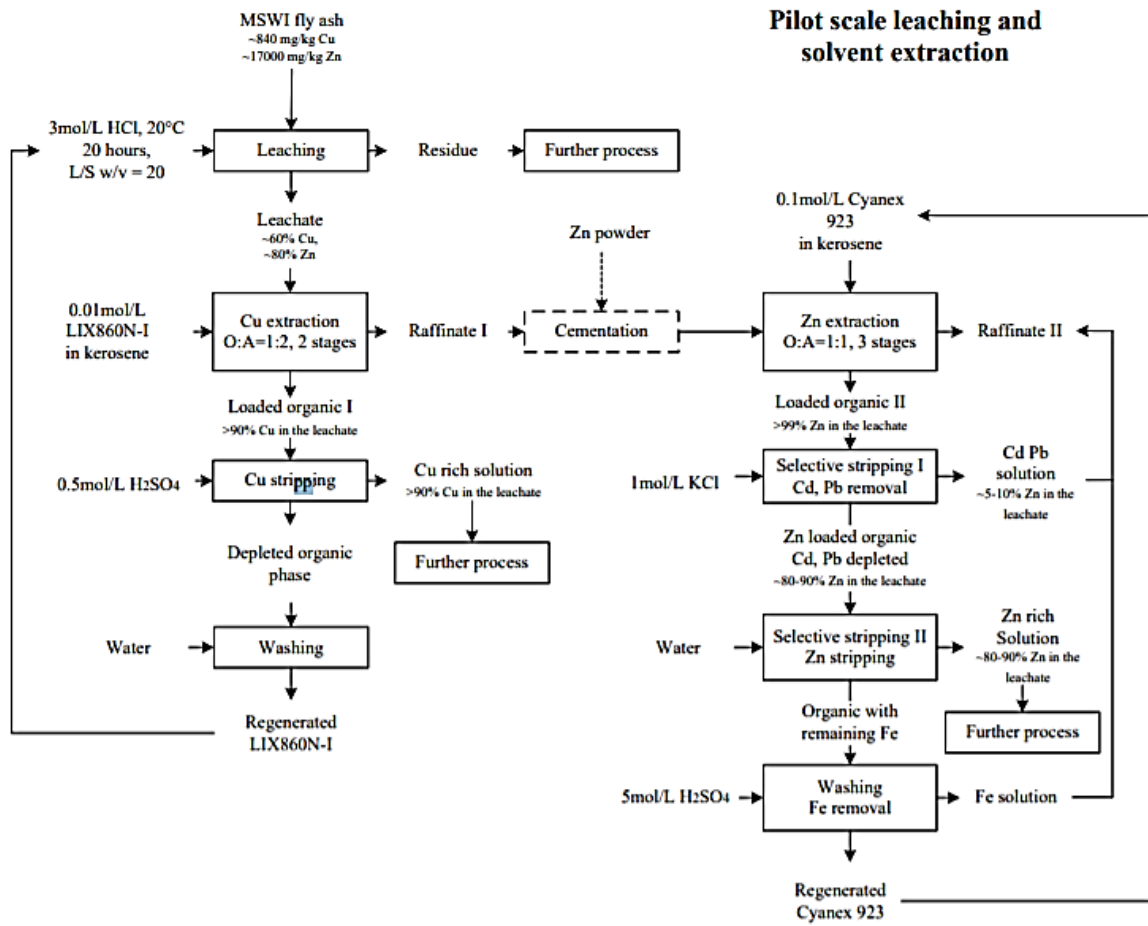 Pilot scale leaching and
solvent extraction
MSWI fly ash
~840 mg/kg Cu
~17000 mg/kg Zn
3mol/L HCl, 20°C
20 hours,
L/S w/v = 20
Leaching
Residue
Further process
Leachate
~60% Cu,
~80% Zn
Zn powder
0.1mol/L Cyanex
923
in kerosene
0.01mol/L
LIX860N-I
in kerosene
Cu extraction
O:A=1:2, 2 stages
Raffinate I
Cementation
Zn extraction
O:A=1:1, 3 stages
Raffinate II
Loaded organic I
>90% Cu in the leachate
Loaded organic II
>99% Zn in the leachate
0.5mol/L H2SO4
Cu stripping
Cu rich solution
>90% Cu in the leachate
Further process
1mol/L KCl
Selective stripping I
Cd, Pb removal
Cd Pb
solution
~5-10% Zn in the
leachate
Depleted organic
phase
Zn loaded organic
Cd, Pb depleted
~80-90% Zn in the leachate
Water
Washing
Water
Selective stripping II
Zn stripping
Zn rich
Solution
~80-90% Zn in the
leachate
Further process
Regenerated
LIX860N-I
Organic with
remaining Fe
5mol/L H2SO4
Washing
Fe removal
Fe solution
Regenerated
Cyanex 923